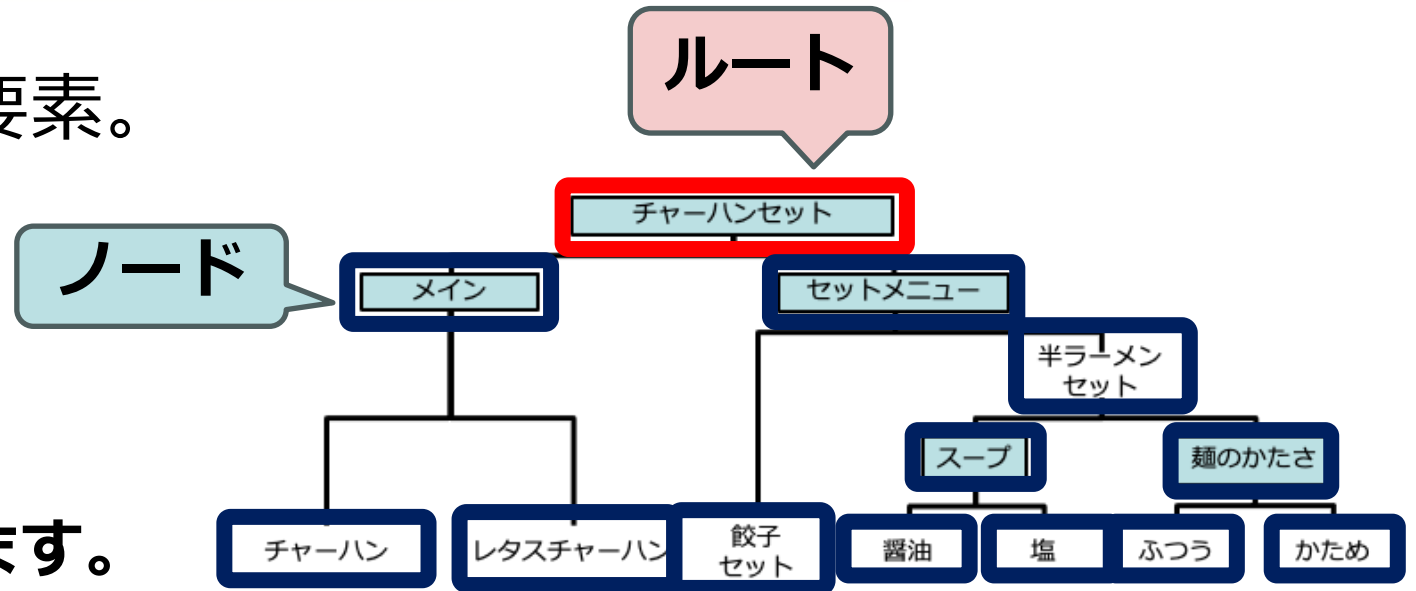 ルート
要素。
チャーハンセット
ノード
メイン
セットメニュー
半ラーメン
セット
スープ
麺のかたさ
チャーハン
レタスチャーハン
餃子
セット
醤油
塩
ふつう
かため
ます。